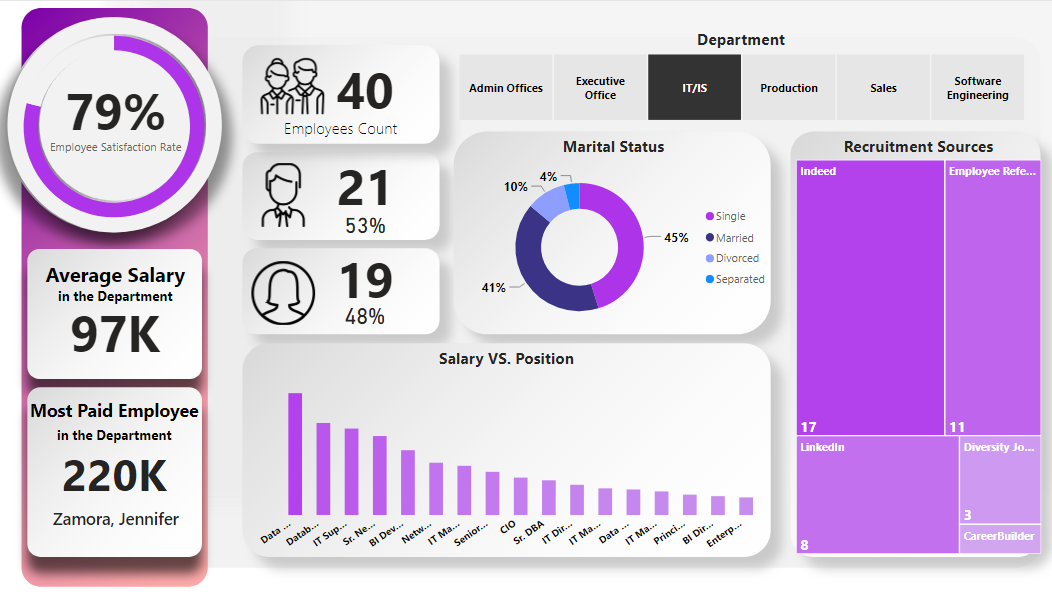 79%
Employee Satisfaction Rate
Average Salary
in the Department
97K
Most Paid Employee
in the Department
220K
Zamora, Jennifer
40
Employees Count
21
53%
19
48%
Department
Admin Offices
Executive
Office
IT/IS
Production
Sales
Software
Engineering
Marital Status
4%
10%
45%
41%
Single
Married
Divorced
Separated
Salary VS. Position
Data ...
Datab...
IT Sup...
Sr. Ne...
BI Dev...
Netw...
IT Ma...
Senior...
CIO
Sr. DBA
IT Dir...
IT Ma...
Data ...
IT Ma...
Princi...
BI Dir...
Enterp...
Recruitment Sources
Indeed
17
Employee Refe...
11
LinkedIn
8
Diversity Jo...
3
CareerBuilder